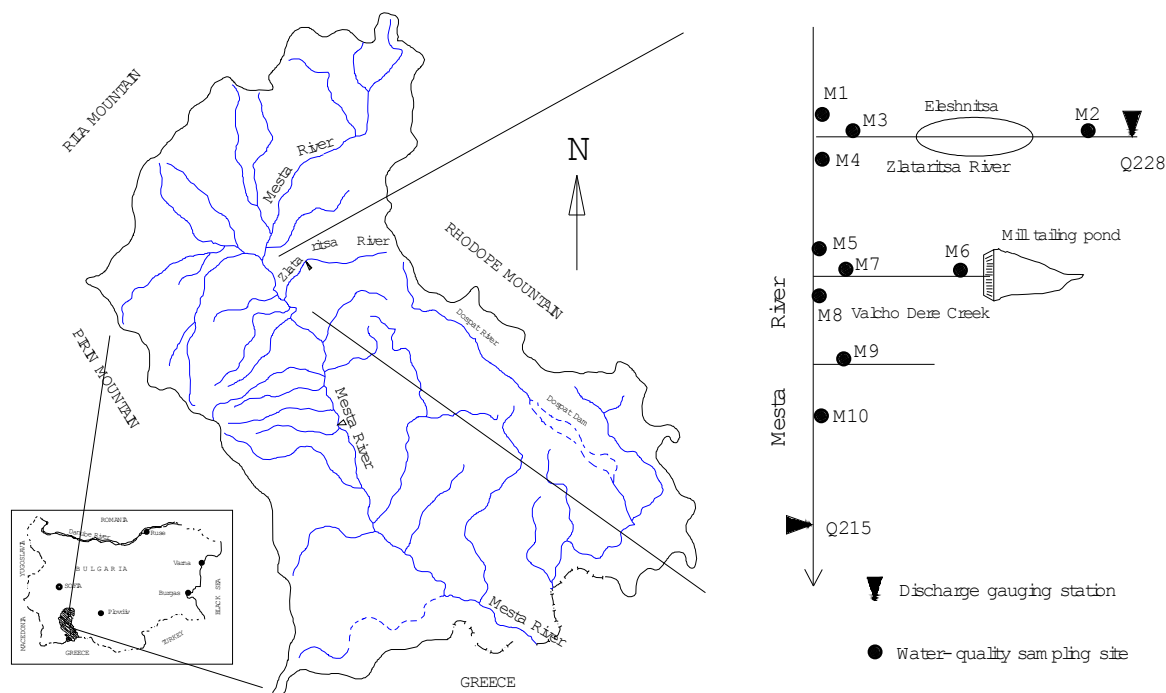 RILA MOUNTAIN
Mesta River
N
Zlataritsa River
RHODOPE MOUNTAIN
PIRIN MOUNTAIN
Dospat River
Dospat Dam
Mesta River
Mesta River
GREECE
ROMANIA
Danube River
Ruse
YUGOSLAVIA
BULGARIA
Varna
SOFIA
Burgas
BLACK SEA
Plovdiv
MACEDONIA
TURKEY
GREECE
M1
M3
Eleshnitsa
M2
M4
Zlataritsa River
Q228
M5
M7
M6
Mill tailing pond
M8
Valcho Dere Creek
M9
M10
Mesta River
Q215
Discharge gauging station
Water-quality sampling site